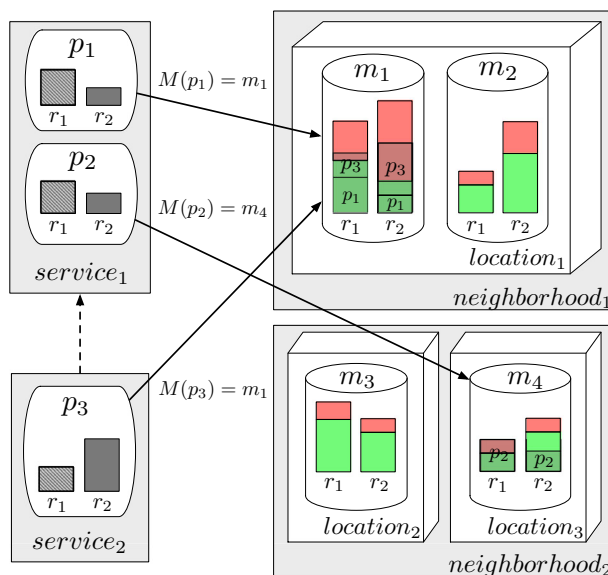 p₁
r₁ r₂
p₂
r₁ r₂
service₁
p₃
r₁ r₂
service₂
M(p₁) = m₁
M(p₂) = m₄
M(p₃) = m₁
m₁
p₃ p₃
p₁ p₁
r₁ r₂
m₂
r₁ r₂
location₁
neighborhood₁
m₃
r₁ r₂
location₂
m₄
p₂ p₂
r₁ r₂
location₃
neighborhood₂